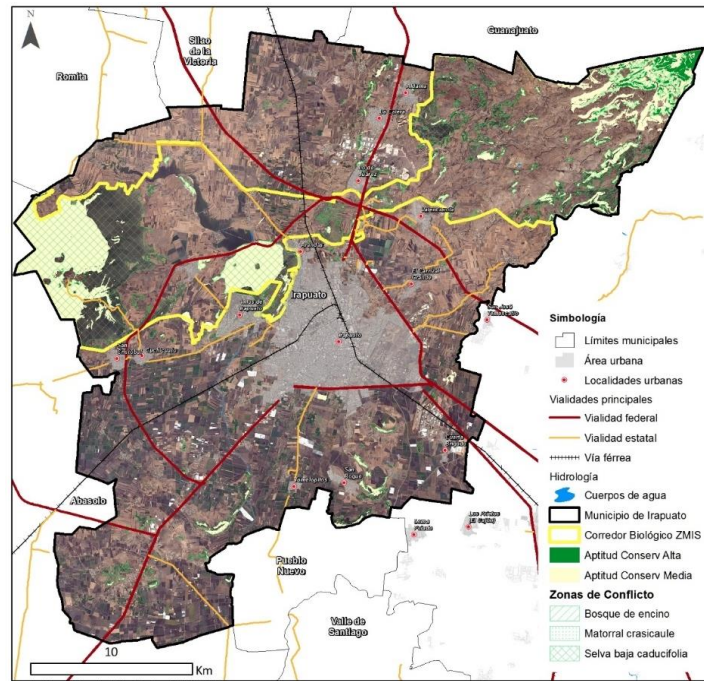 N
Guanajuato
Silao
de la
Victoria
Romita
Irapuato
Irapuato
San
Roque
Abasolo
Pueblo
Nuevo
Valle de
Santiago
10
Km
Simbología
Límites municipales
Área urbana
Localidades urbanas
Vialidades principales
Vialidad federal
Vialidad estatal
Vía férrea
Hidrología
Cuerpos de agua
Municipio de Irapuato
Corredor Biológico ZMIS
Aptitud Conserv Alta
Aptitud Conserv Media
Zonas de Conflicto
Bosque de encino
Matorral crasicaule
Selva baja caducifolia